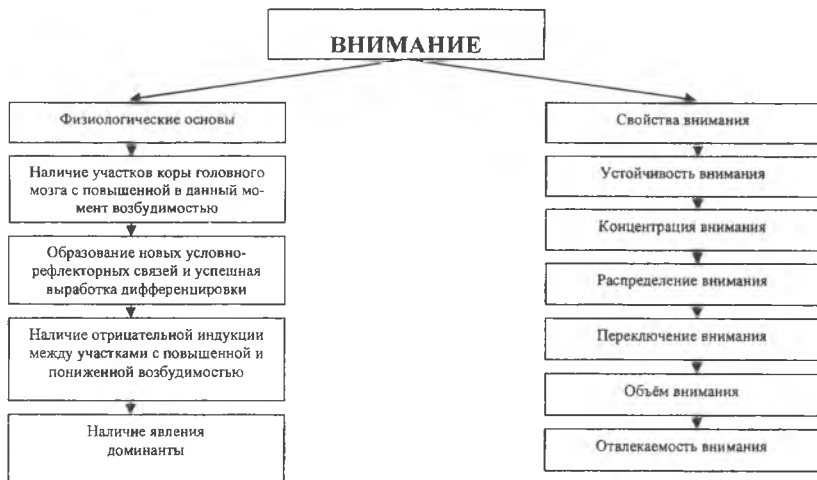 ВНИМАНИЕ
Физиологические основы
Наличие участков коры головного
мозга с повышенной в данный мо-
мент возбудимостью
Образование новых условно-
рефлекторных связей и успешная
выработка дифференцировки
Наличие отрицательной индукции
между участками с повышенной и
пониженной возбудимостью
Наличие явления
доминанты
Свойства внимания
Устойчивость внимания
Концентрация внимания
Распределение внимания
Переключение внимания
Объём внимания
Отвлекаемость внимания